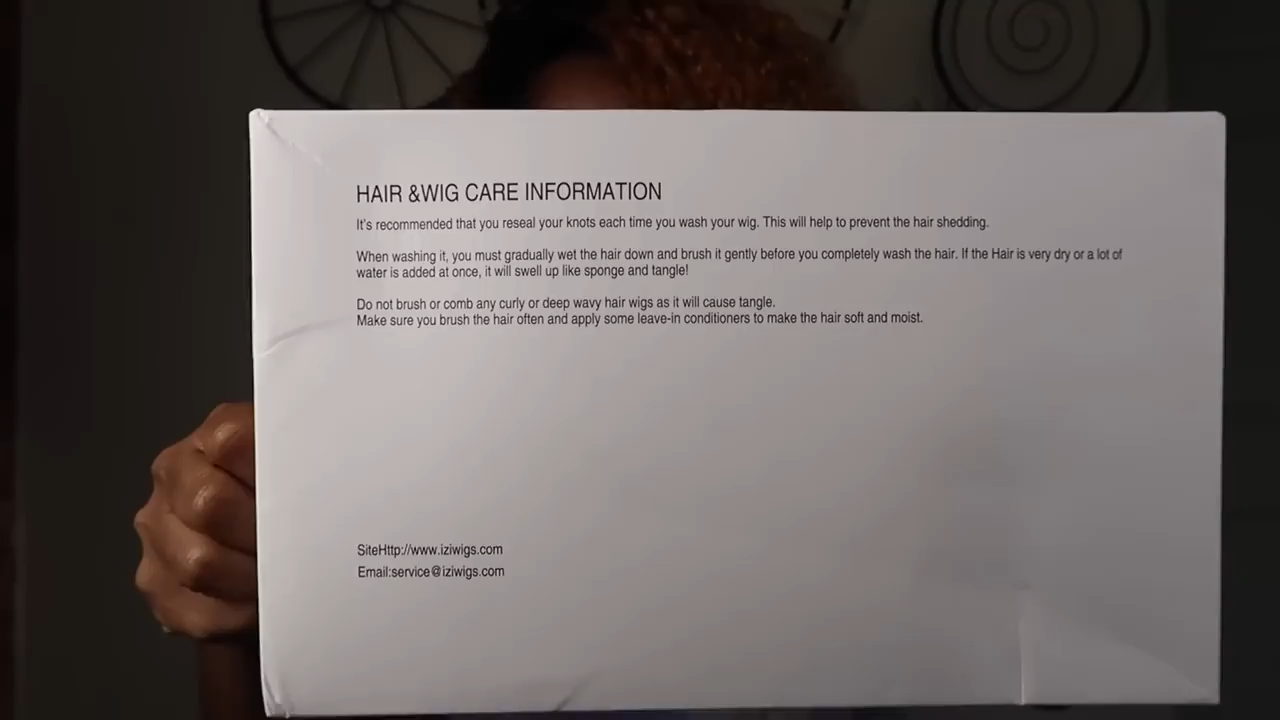 HAIR &WIG CARE INFORMATION
It's recommended that you reseal your knots each time you wash your wig. This will help to prevent the hair shedding.
When washing it, you must gradually wet the hair down and brush it gently before you completely wash the hair. If the Hair is very dry or a lot of
water is added at once, it will swell up like sponge and tangle!
Do not brush or comb any curly or deep wavy hair wigs as it will cause tangle.
Make sure you brush the hair often and apply some leave-in conditioners to make the hair soft and moist.
SiteHttp://www.iziwigs.com
Email:service@iziwigs.com